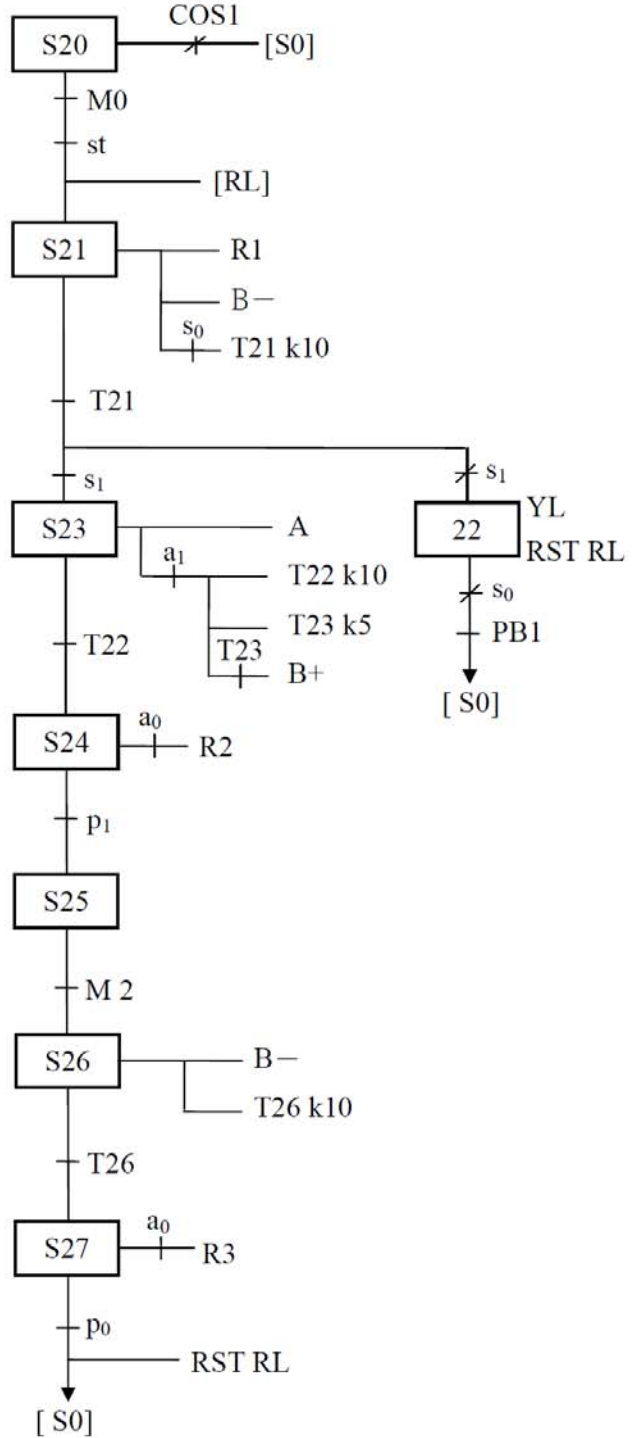 COS1
S20
[S0]
M0
st
[RL]
S21
R1
B−
s₀
T21 k10
T21
s₁
s₁
S23
A
22
YL
RST RL
a₁
T22 k10
s₀
T23 k5
PB1
T22
T23
B+
[ S0]
a₀
S24
R2
p₁
S25
M 2
S26
B−
T26 k10
T26
a₀
S27
R3
p₀
RST RL
[ S0]